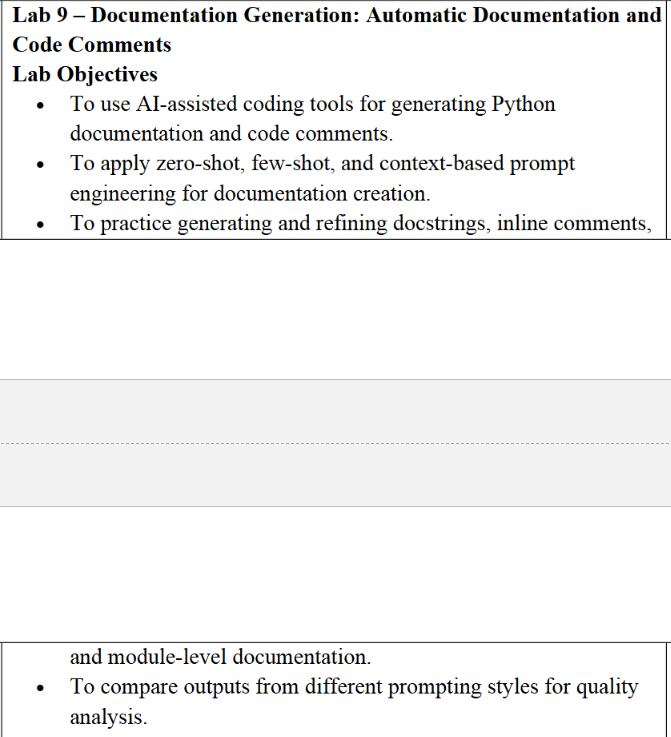 Lab 9 – Documentation Generation: Automatic Documentation and
Code Comments
Lab Objectives
• To use AI-assisted coding tools for generating Python
documentation and code comments.
• To apply zero-shot, few-shot, and context-based prompt
engineering for documentation creation.
• To practice generating and refining docstrings, inline comments,
and module-level documentation.
• To compare outputs from different prompting styles for quality
analysis.